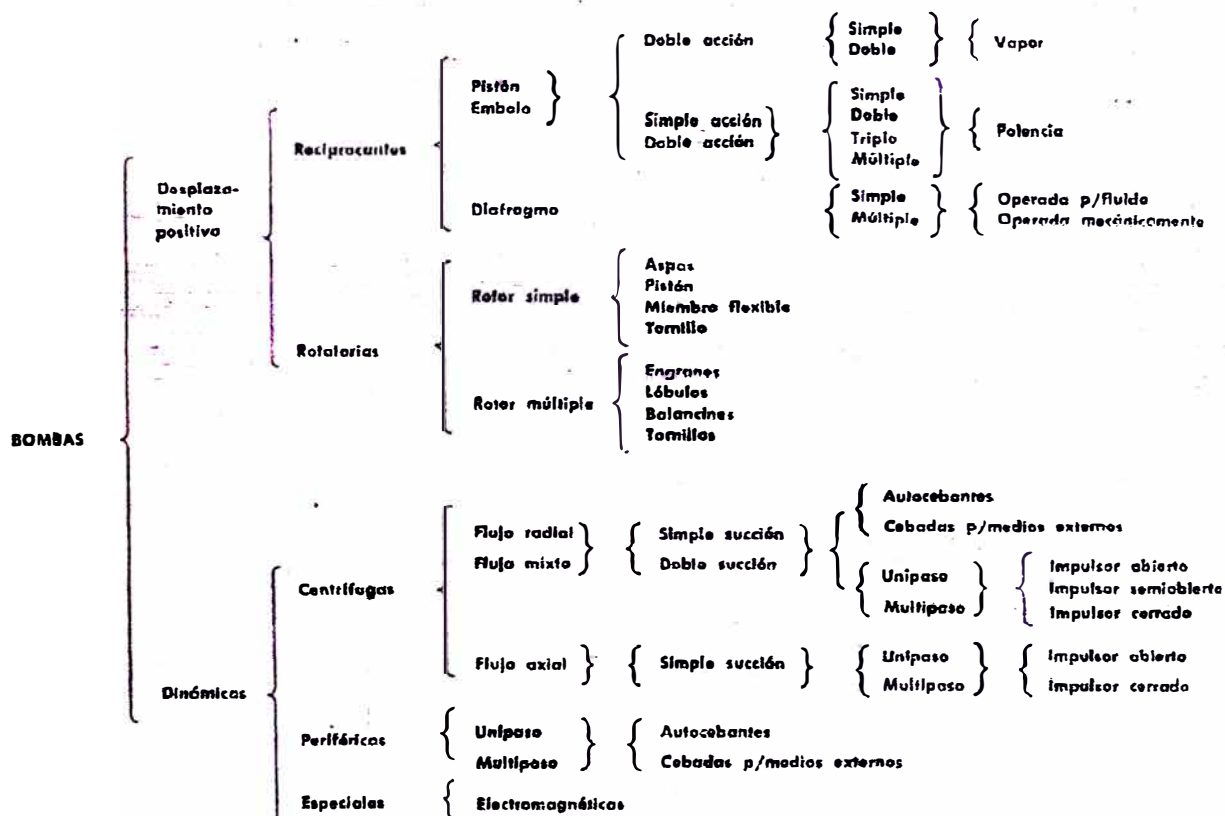 BOMBAS
Desplaza-
miento
positivo
Reciprocantes
Pistón
Embolo
Doble acción
Simple
Doble
Vapor
Simple acción
Doble acción
Simple
Doble
Triple
Múltiple
Potencia
Diafragma
Simple
Múltiple
Operada p/fluido
Operada mecánicamente
Rotatorias
Rotor simple
Aspas
Pistón
Miembro flexible
Tornillo
Rotor múltiple
Engranes
Lóbulos
Balancines
Tornillos
Dinámicas
Centrífugas
Flujo radial
Flujo mixto
Simple succión
Doble succión
Autocebantes
Cebadas p/medios externos
Unipaso
Multipaso
Impulsor abierto
Impulsor semiabierto
Impulsor cerrado
Flujo axial
Simple succión
Unipaso
Multipaso
Impulsor abierto
Impulsor cerrado
Periféricas
Unipaso
Multipaso
Autocebantes
Cebadas p/medios externos
Especiales
Electromagnéticas